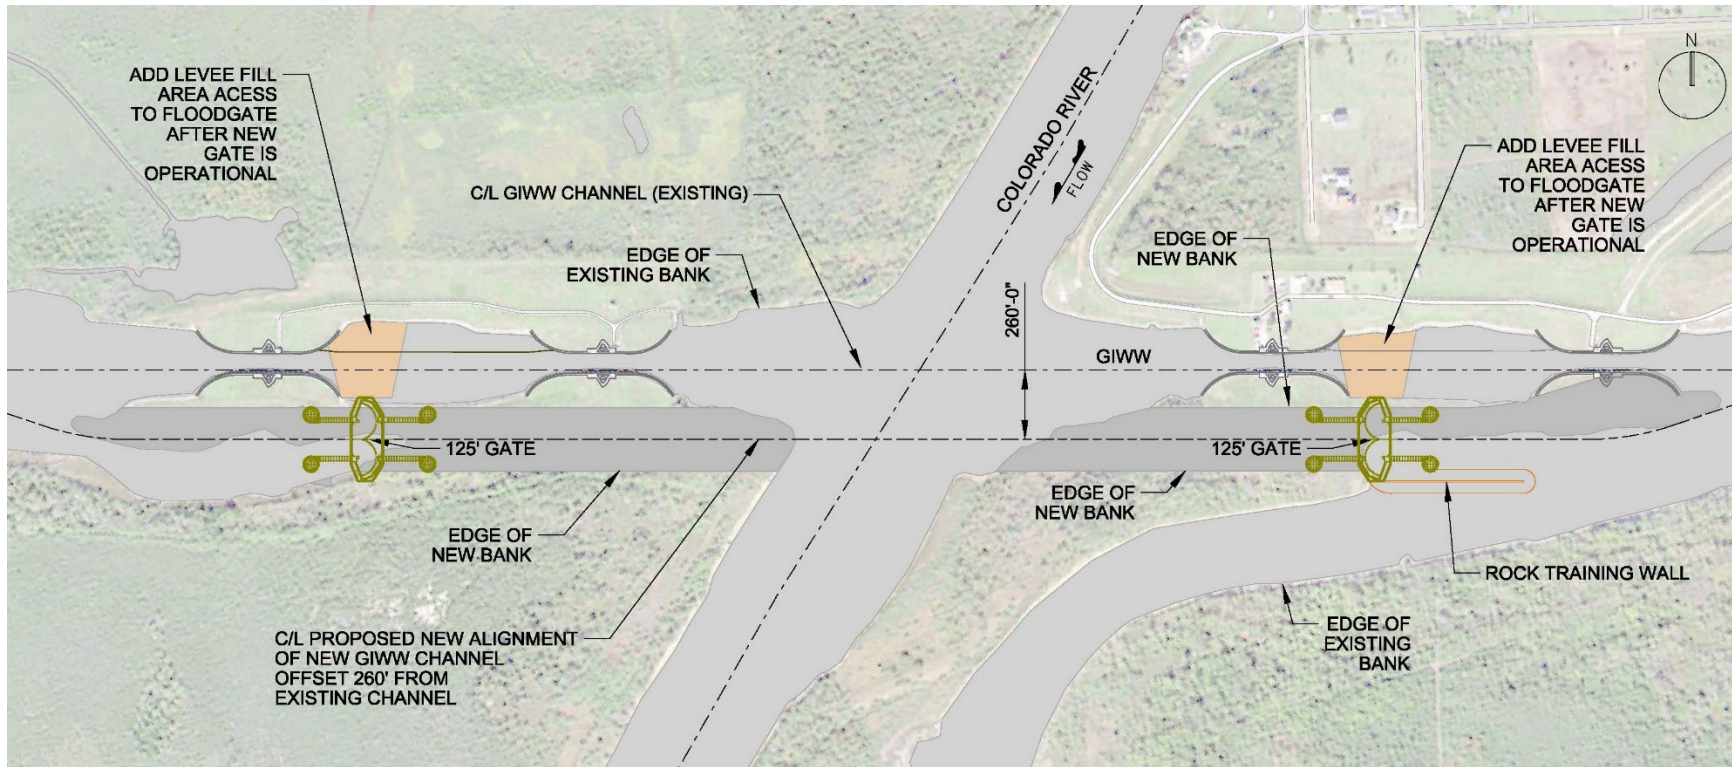 ADD LEVEE FILL
AREA ACESS
TO FLOODGATE
AFTER NEW
GATE IS
OPERATIONAL
C/L GIWW CHANNEL (EXISTING)
EDGE OF
EXISTING BANK
COLORADO RIVER
FLOW
N
ADD LEVEE FILL
AREA ACESS
TO FLOODGATE
AFTER NEW
GATE IS
OPERATIONAL
EDGE OF
NEW BANK
260'-0"
GIWW
125' GATE
125' GATE
EDGE OF
NEW BANK
EDGE OF
NEW BANK
ROCK TRAINING WALL
C/L PROPOSED NEW ALIGNMENT
OF NEW GIWW CHANNEL
OFFSET 260' FROM
EXISTING CHANNEL
EDGE OF
EXISTING
BANK